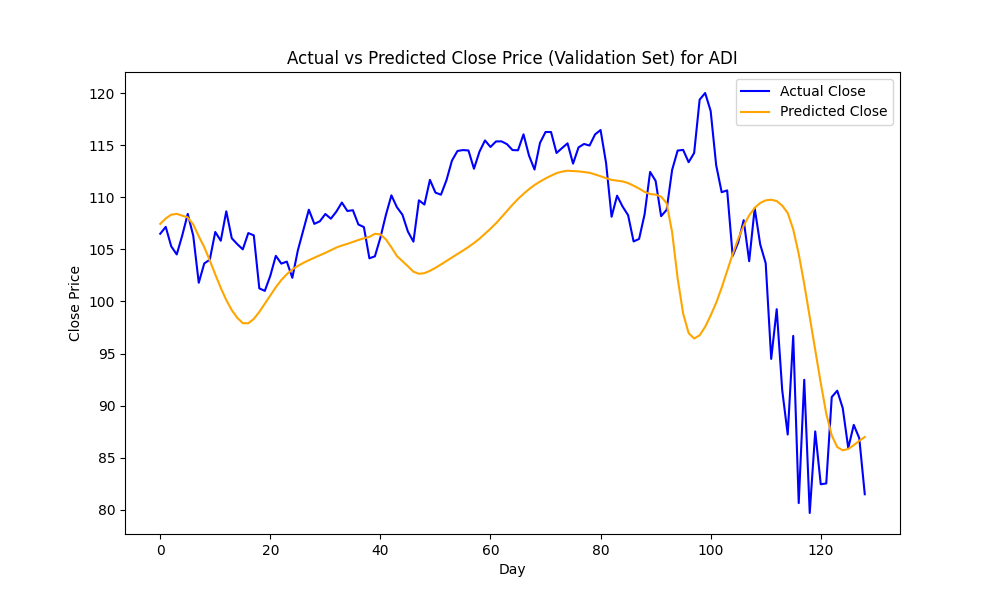 Actual vs Predicted Close Price (Validation Set) for ADI
Actual Close
Predicted Close
Close Price
120
115
110
105
100
95
90
85
80
0 20 40 60 80 100 120
Day